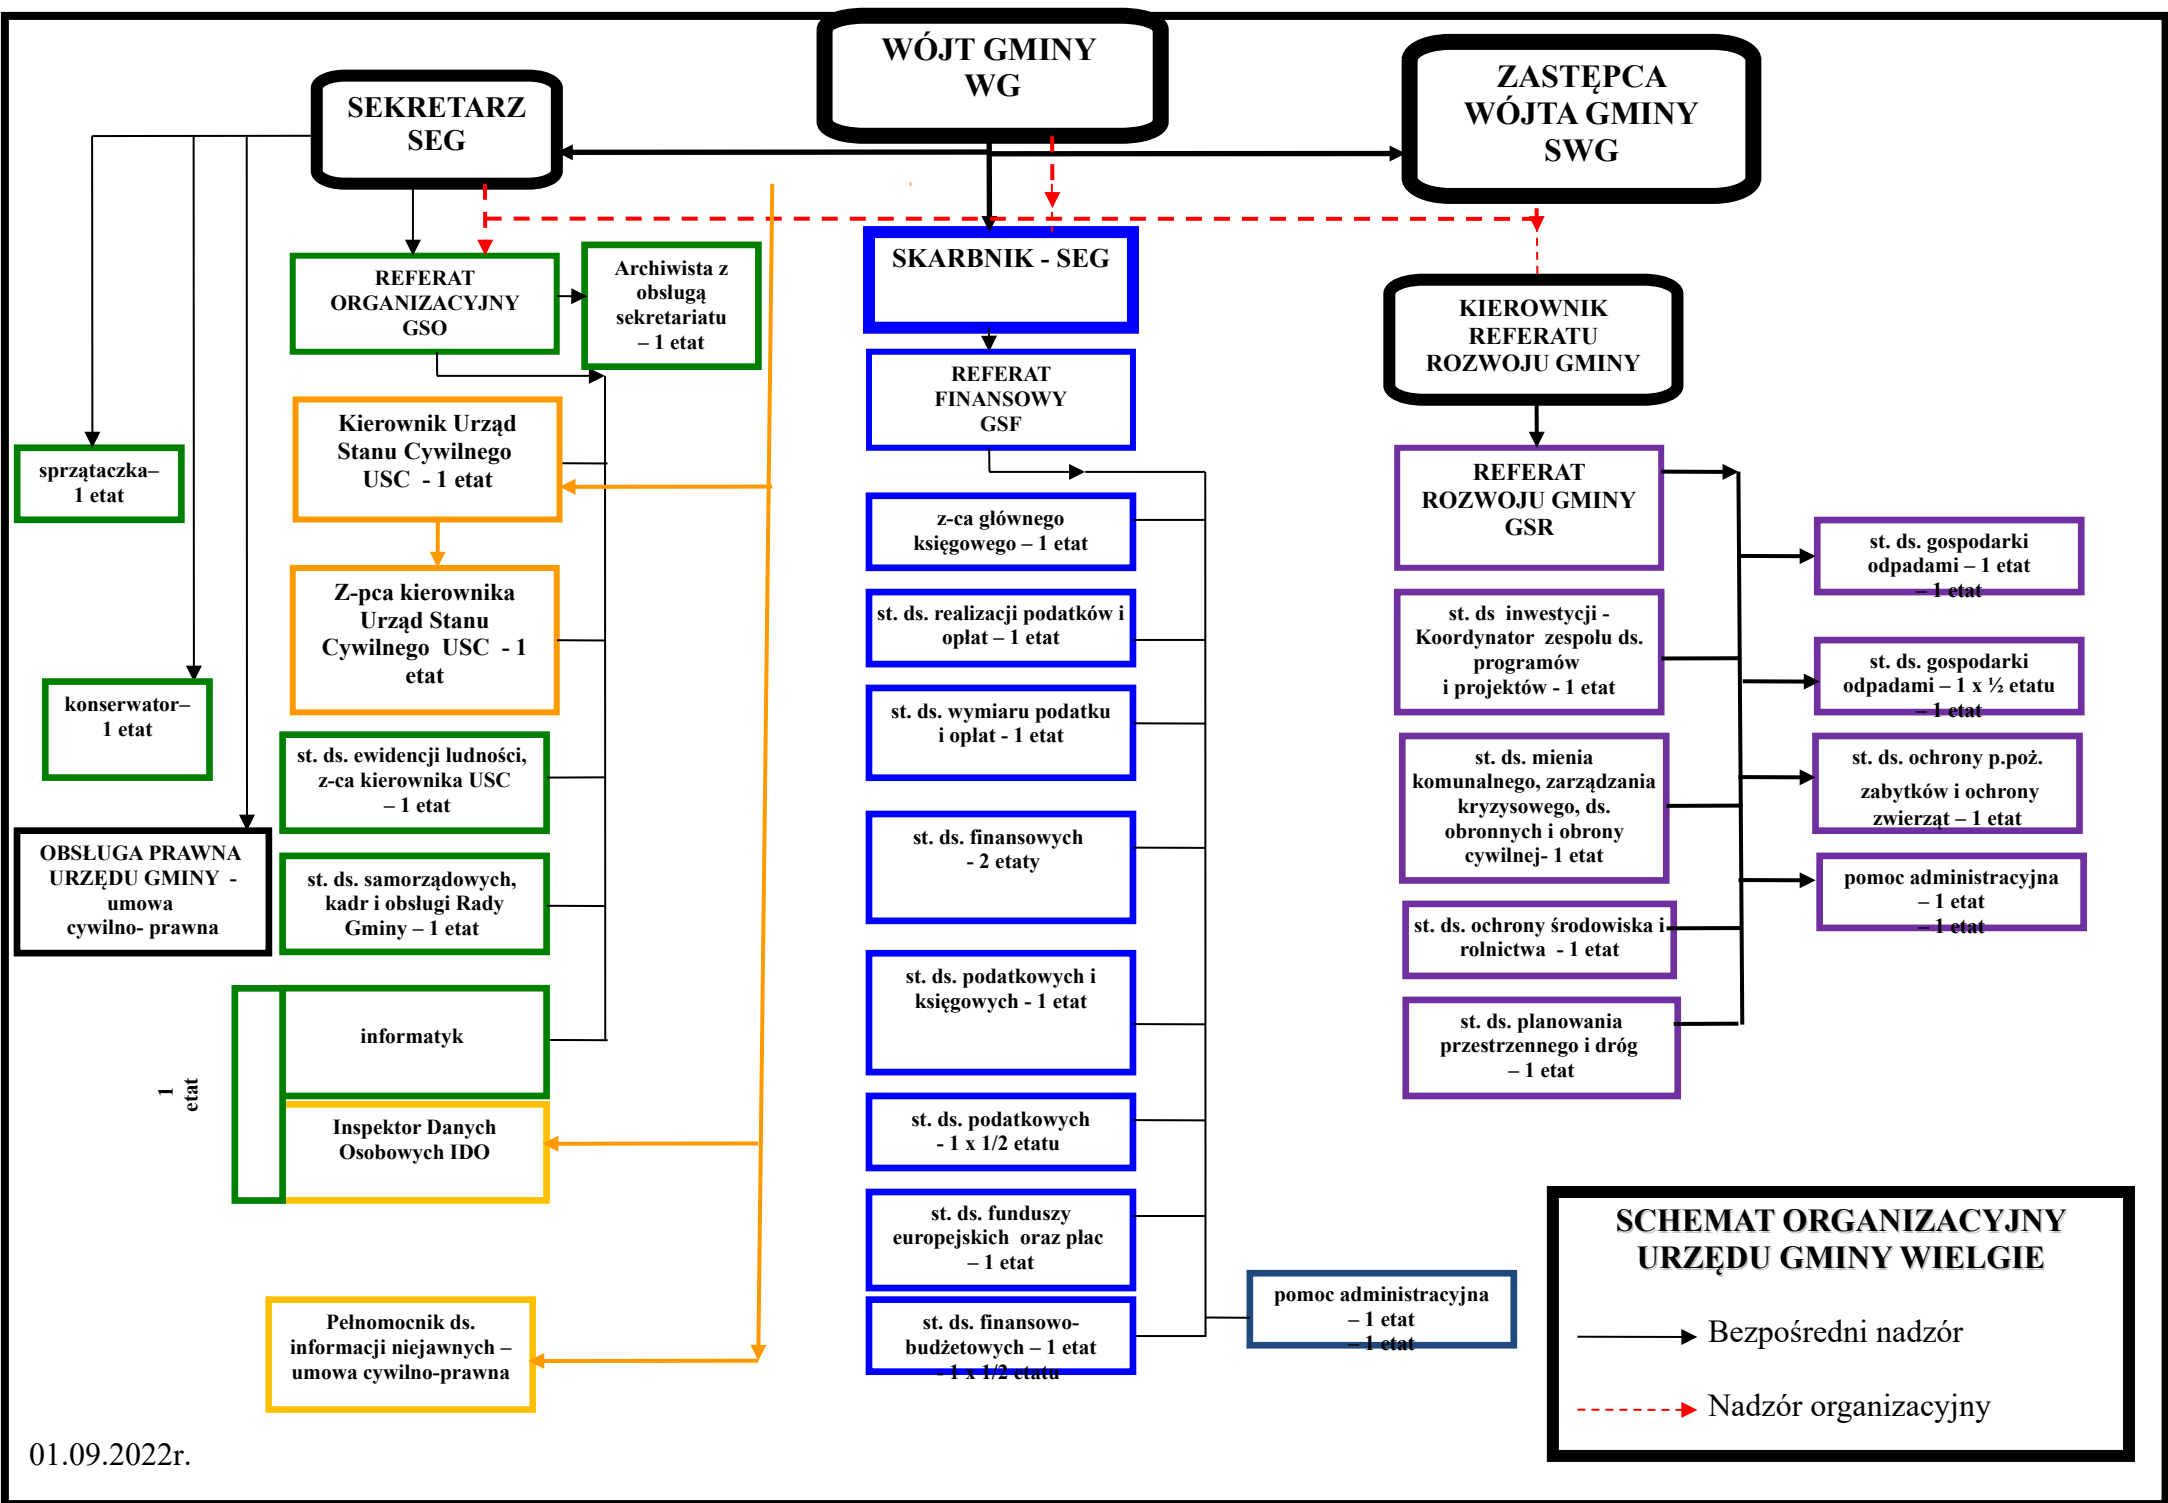 WÓJT GMINY
WG
ZASTĘPCA
WÓJTA GMINY
SWG
SEKRETARZ
SEG
REFERAT
ORGANIZACYJNY
GSO
Archiwista z
obsługą
sekretariatu
– 1 etat
SKARBNIK - SEG
KIEROWNIK
REFERATU
ROZWOJU GMINY
REFERAT
FINANSOWY
GSF
Kierownik Urząd
Stanu Cywilnego
USC - 1 etat
sprzątaczka–
1 etat
Z-pca kierownika
Urząd Stanu
Cywilnego USC - 1
etat
konserwator–
1 etat
st. ds. ewidencji ludności,
z-ca kierownika USC
– 1 etat
OBSŁUGA PRAWNA
URZĘDU GMINY -
umowa
cywilno- prawna
st. ds. samorządowych,
kadr i obsługi Rady
Gminy – 1 etat
informatyk
1
etat
Inspektor Danych
Osobowych IDO
Pełnomocnik ds.
informacji niejawnych –
umowa cywilno-prawna
z-ca głównego
księgowego – 1 etat
st. ds. realizacji podatków i
opłat – 1 etat
st. ds. wymiaru podatku
i opłat - 1 etat
st. ds. finansowych
- 2 etaty
st. ds. podatkowych i
księgowych - 1 etat
st. ds. podatkowych
- 1 x 1/2 etatu
st. ds. funduszy
europejskich oraz płac
– 1 etat
st. ds. finansowo-
budżetowych – 1 etat
- 1 x 1/2 etatu
pomoc administracyjna
– 1 etat
– 1 etat
REFERAT
ROZWOJU GMINY
GSR
st. ds inwestycji -
Koordynator zespołu ds.
programów
i projektów - 1 etat
st. ds. mienia
komunalnego, zarządzania
kryzysowego, ds.
obronnych i obrony
cywilnej- 1 etat
st. ds. ochrony środowiska i
rolnictwa - 1 etat
st. ds. planowania
przestrzennego i dróg
– 1 etat
st. ds. gospodarki
odpadami – 1 etat
– 1 etat
st. ds. gospodarki
odpadami – 1 x ½ etatu
– 1 etat
st. ds. ochrony p.poż.
zabytków i ochrony
zwierząt – 1 etat
pomoc administracyjna
– 1 etat
– 1 etat
SCHEMAT ORGANIZACYJNY
URZĘDU GMINY WIELGIE
Bezpośredni nadzór
Nadzór organizacyjny
01.09.2022r.